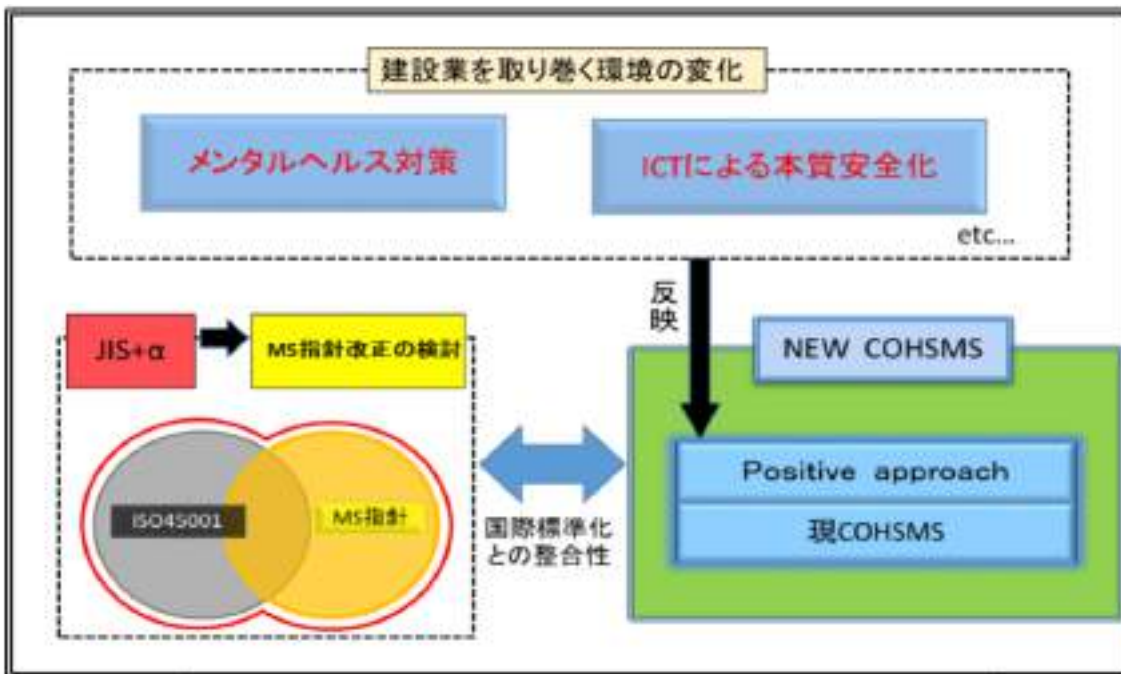 建設業を取り巻く環境の変化
メンタルヘルス対策
ICTによる本質安全化
etc...
反映
JIS+α
MS指針改正の検討
NEW COHSMS
ISO45001
MS指針
国際標準化
との整合性
Positive approach
現COHSMS